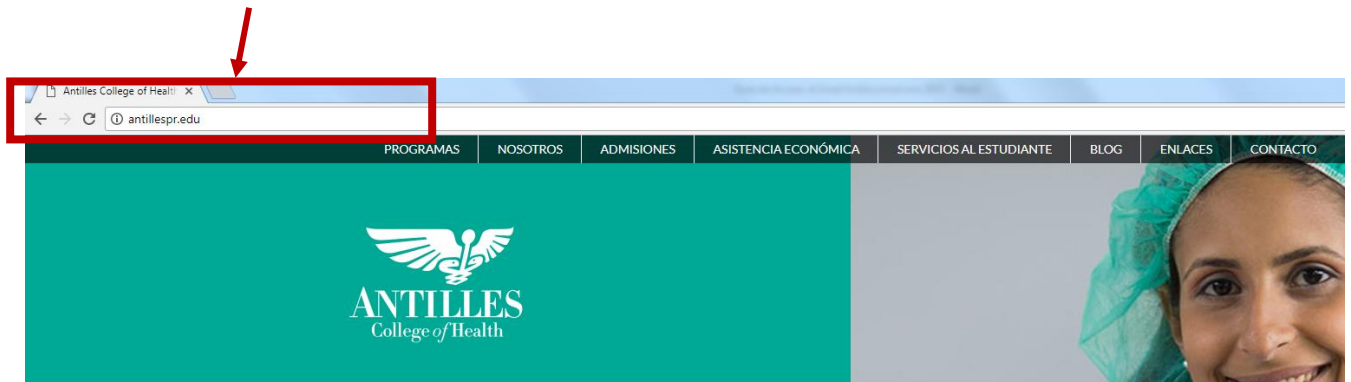 Antilles College of Healt
antillespr.edu
PROGRAMAS NOSOTROS ADMISIONES ASISTENCIA ECONÓMICA SERVICIOS AL ESTUDIANTE BLOG ENLACES CONTACTO
ANTILLES
College of Health